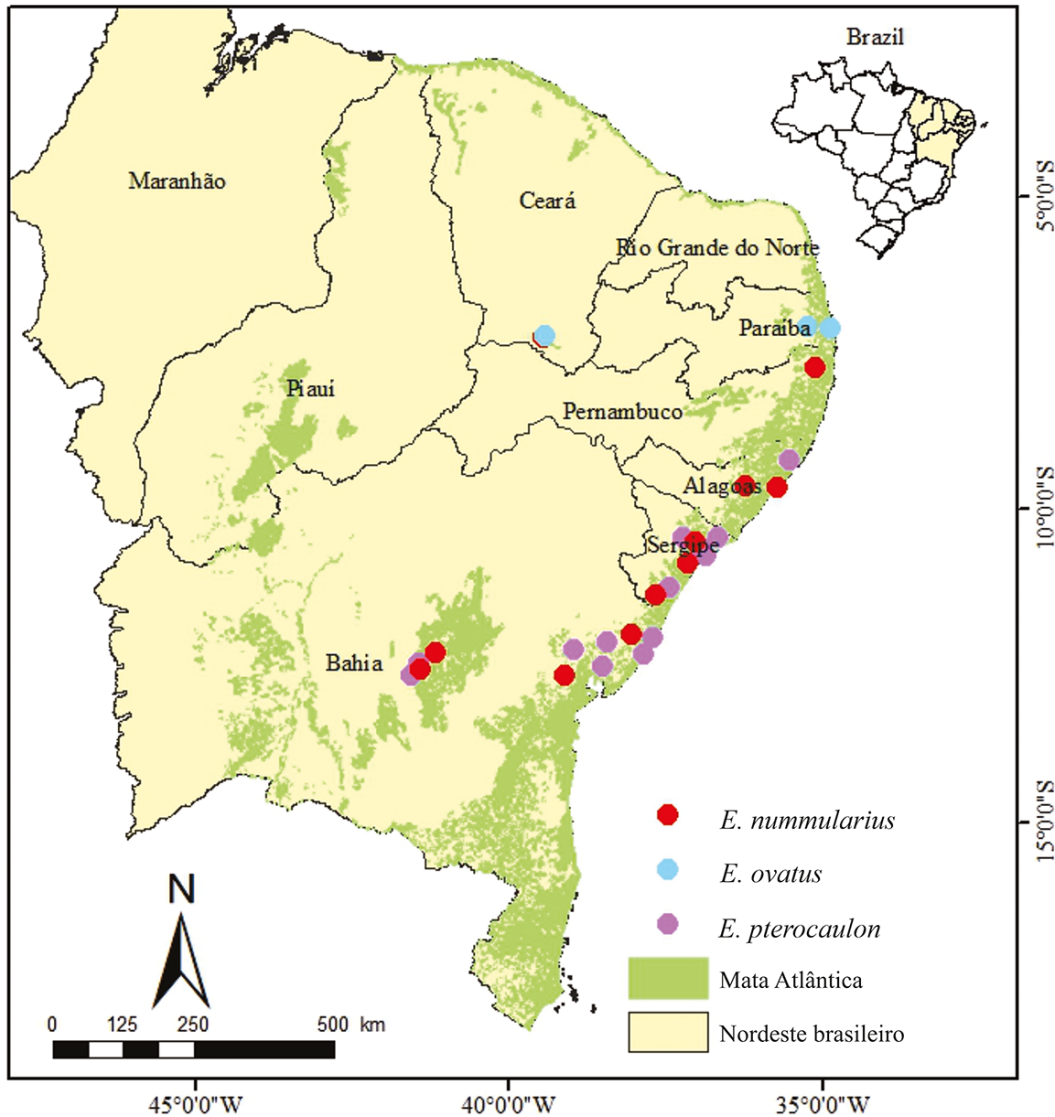 Brazil
Maranhão
Ceará
Rio Grande do Norte
Paraíba
Piauí
Pernambuco
Alagoas
Sergipe
Bahia
5°0'0"S
10°0'0"S
15°0'0"S
E. nummularius
E. ovatus
E. pterocaulon
Mata Atlântica
Nordeste brasileiro
N
0 125 250 500 km
45°0'0"W 40°0'0"W 35°0'0"W